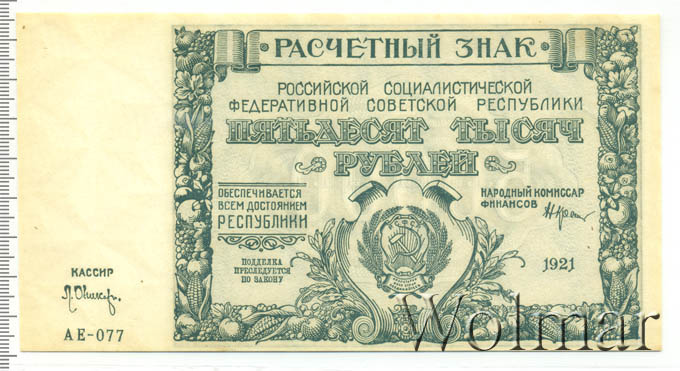 РАСЧЕТНЫЙ ЗНАК
РОССИЙСКОЙ СОЦИАЛИСТИЧЕСКОЙ
ФЕДЕРАТИВНОЙ СОВЕТСКОЙ РЕСПУБЛИКИ
ПЯТЬДЕСЯТ ТЫСЯЧ
РУБЛЕЙ
ОБЕСПЕЧИВАЕТСЯ
ВСЕМ ДОСТОЯНИЕМ
РЕСПУБЛИКИ
НАРОДНЫЙ КОМИССАР
ФИНАНСОВ
ПОДДЕЛКА
ПРЕСЛЕДУЕТСЯ
ПО ЗАКОНУ
1921
КАССИР
АЕ-077
Wolmar